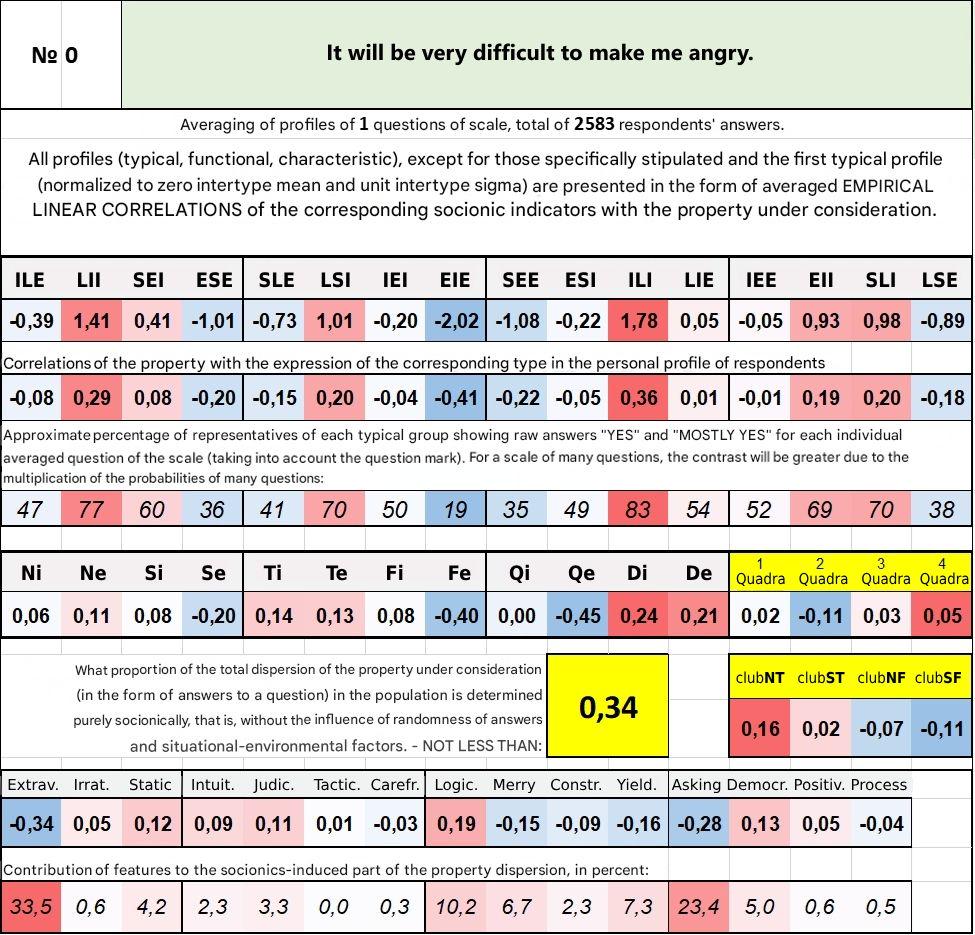 № 0
It will be very difficult to make me angry.
Averaging of profiles of 1 questions of scale, total of 2583 respondents' answers.
All profiles (typical, functional, characteristic), except for those specifically stipulated and the first typical profile
(normalized to zero intertype mean and unit intertype sigma) are presented in the form of averaged EMPIRICAL
LINEAR CORRELATIONS of the corresponding socionic indicators with the property under consideration.
ILE LII SEI ESE SLE LSI IEI EIE SEE ESI ILI LIE IEE EII SLI LSE
-0,39 1,41 0,41 -1,01 -0,73 1,01 -0,20 -2,02 -1,08 -0,22 1,78 0,05 -0,05 0,93 0,98 -0,89
Correlations of the property with the expression of the corresponding type in the personal profile of respondents
-0,08 0,29 0,08 -0,20 -0,15 0,20 -0,04 -0,41 -0,22 -0,05 0,36 0,01 -0,01 0,19 0,20 -0,18
Approximate percentage of representatives of each typical group showing raw answers "YES" and "MOSTLY YES" for each individual
averaged question of the scale (taking into account the question mark). For a scale of many questions, the contrast will be greater due to the
multiplication of the probabilities of many questions:
47 77 60 36 41 70 50 19 35 49 83 54 52 69 70 38
Ni Ne Si Se Ti Te Fi Fe Qi Qe Di De 1 Quadra 2 Quadra 3 Quadra 4 Quadra
0,06 0,11 0,08 -0,20 0,14 0,13 0,08 -0,40 0,00 -0,45 0,24 0,21 0,02 -0,11 0,03 0,05
What proportion of the total dispersion of the property under consideration
(in the form of answers to a question) in the population is determined
purely socionically, that is, without the influence of randomness of answers
and situational-environmental factors. - NOT LESS THAN:
0,34
clubNT clubST clubNF clubSF
0,16 0,02 -0,07 -0,11
Extrav. Irrat. Static Intuit. Judic. Tactic. Carefr. Logic. Merry Constr. Yield. Asking Democr. Positiv. Process
-0,34 0,05 0,12 0,09 0,11 0,01 -0,03 0,19 -0,15 -0,09 -0,16 -0,28 0,13 0,05 -0,04
Contribution of features to the socionics-induced part of the property dispersion, in percent:
33,5 0,6 4,2 2,3 3,3 0,0 0,3 10,2 6,7 2,3 7,3 23,4 5,0 0,6 0,5